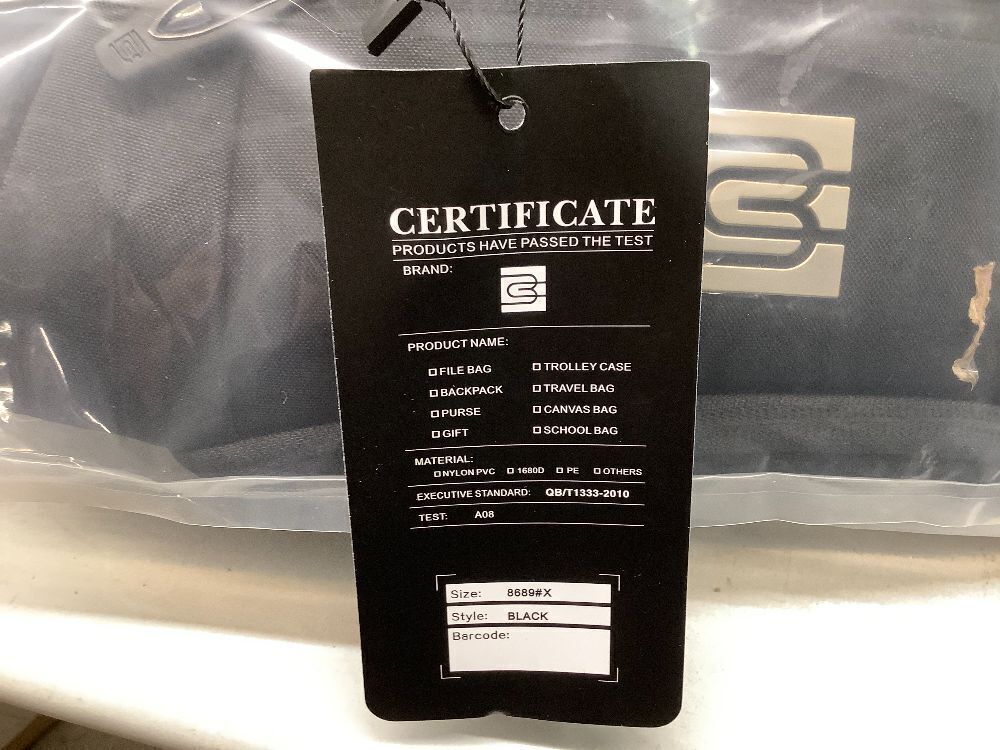 CERTIFICATE
PRODUCTS HAVE PASSED THE TEST
BRAND:
PRODUCT NAME:
FILE BAG TROLLEY CASE
BACKPACK TRAVEL BAG
PURSE CANVAS BAG
GIFT SCHOOL BAG
MATERIAL:
NYLON PVC 1680D PE OTHERS
EXECUTIVE STANDARD: QB/T1333-2010
TEST: A08
Size: 8689#X
Style: BLACK
Barcode: